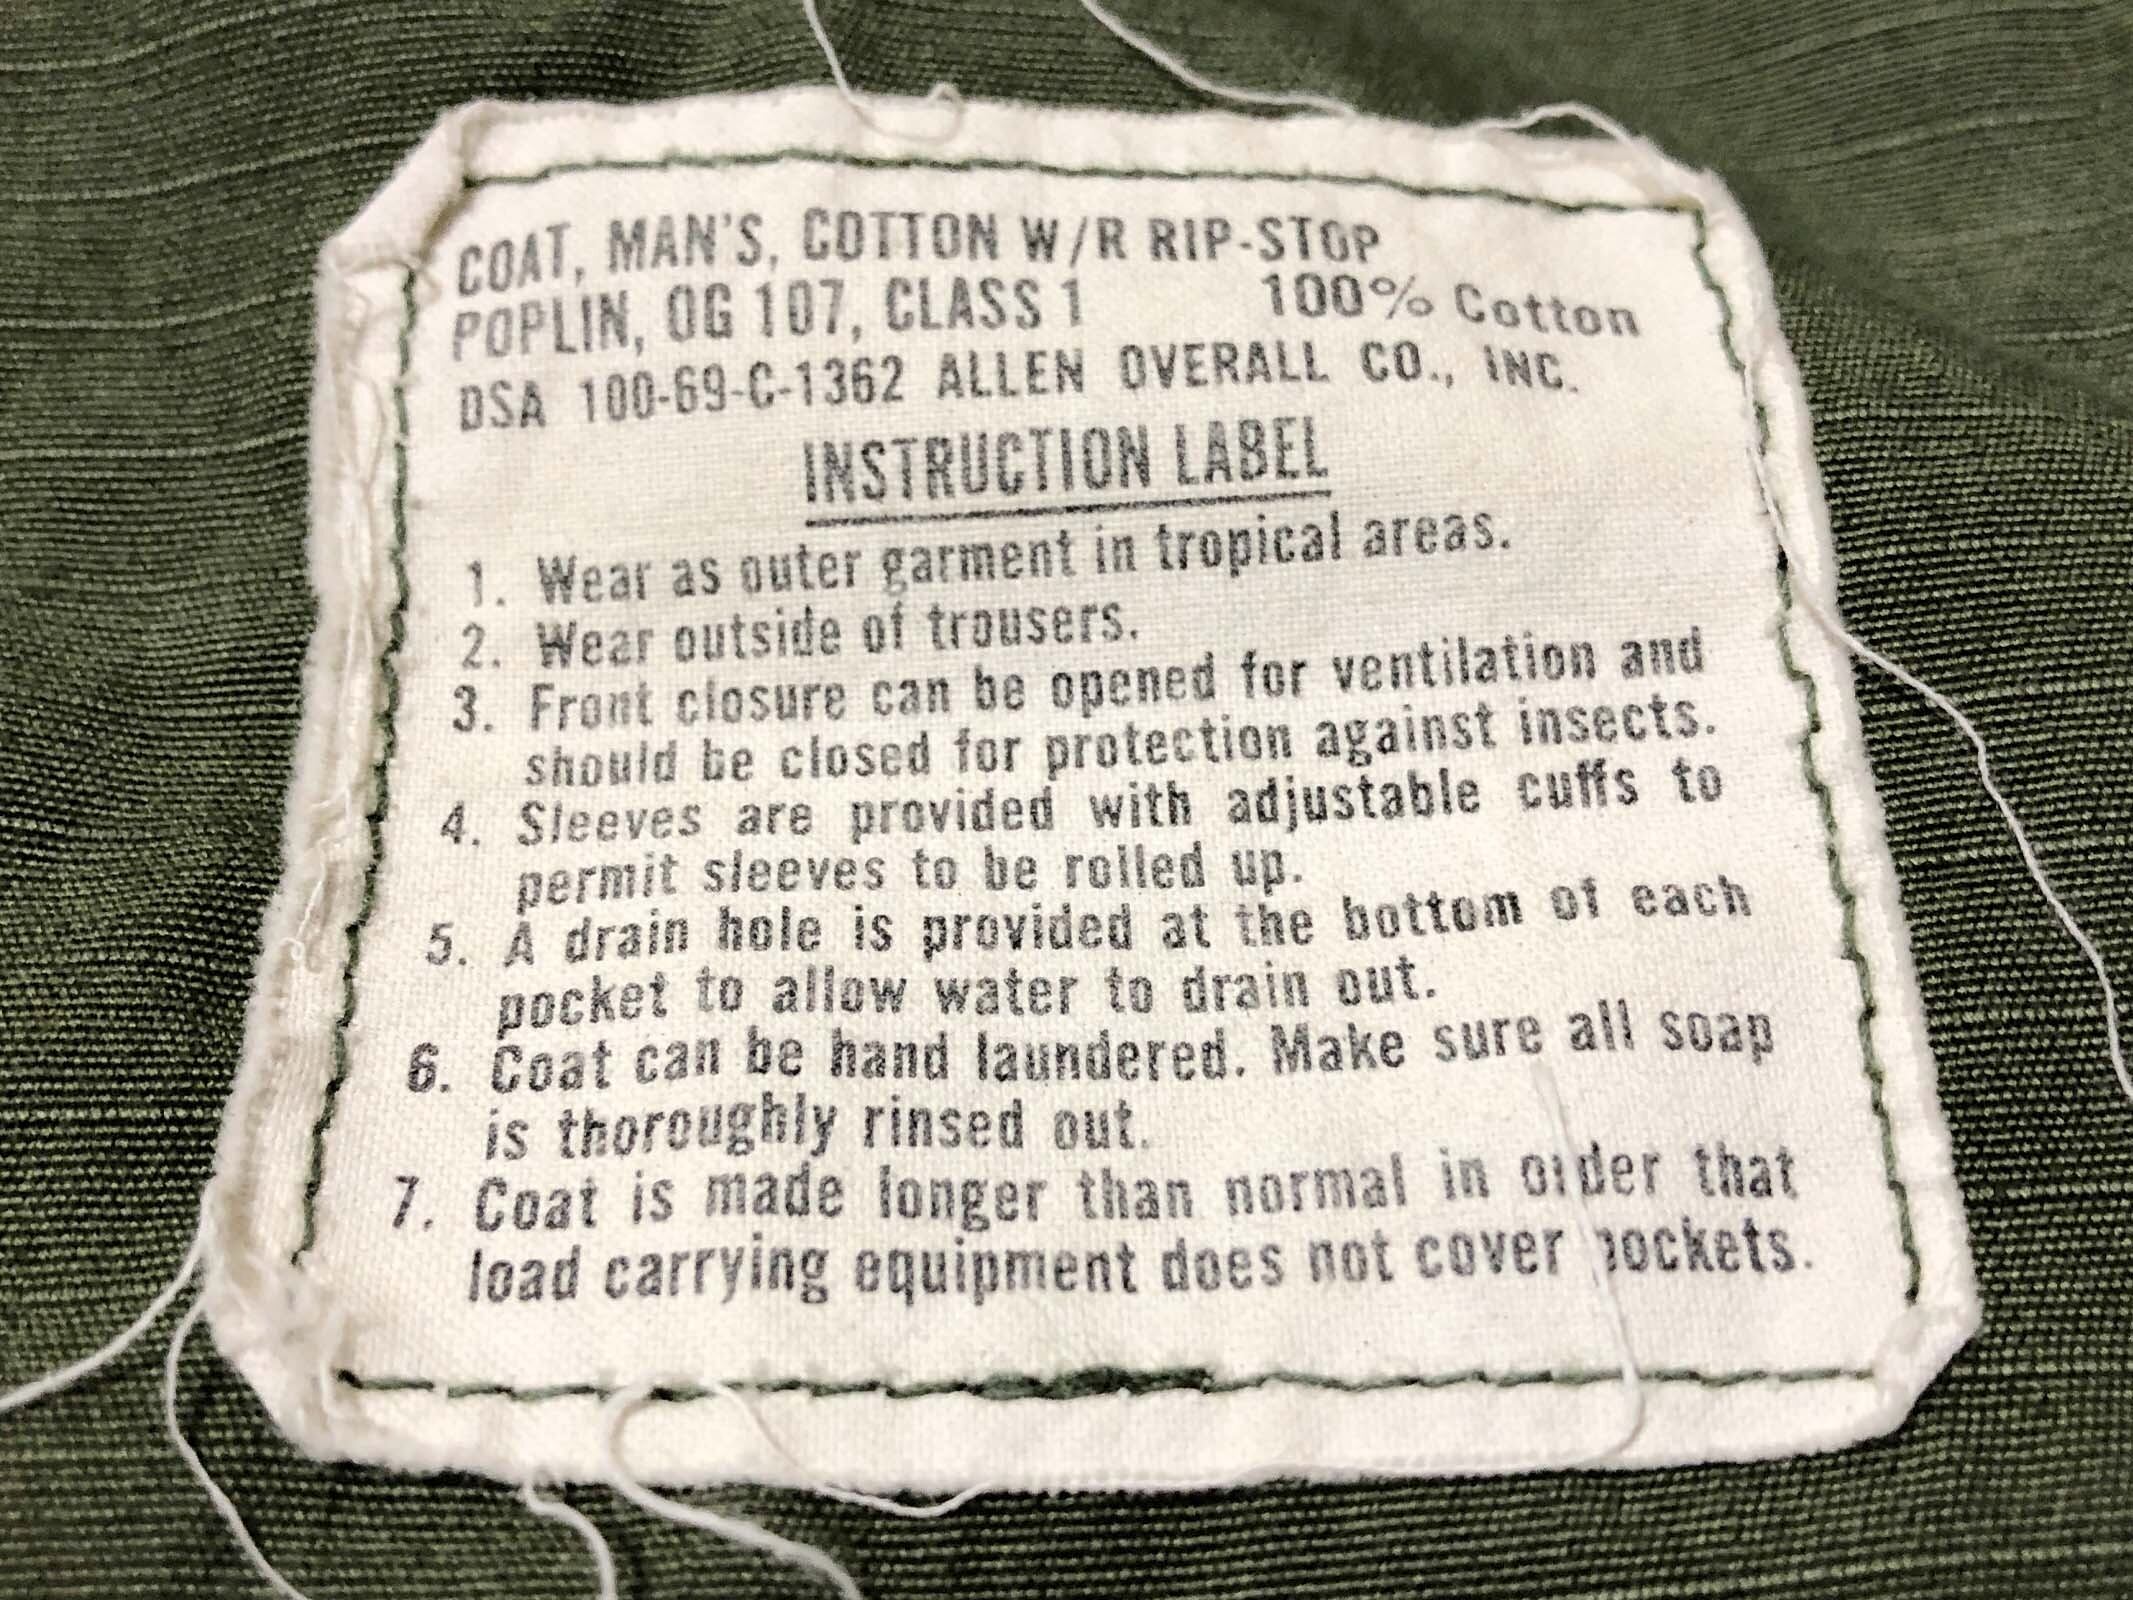 COAT, MAN'S, COTTON W/R RIP-STOP
POPLIN, OG 107, CLASS 1 100% Cotton
DSA 100-69-C-1362 ALLEN OVERALL CO., INC.
INSTRUCTION LABEL
1. Wear as outer garment in tropical areas.
2. Wear outside of trousers.
3. Front closure can be opened for ventilation and
should be closed for protection against insects.
4. Sleeves are provided with adjustable cuffs to
permit sleeves to be rolled up.
5. A drain hole is provided at the bottom of each
pocket to allow water to drain out.
6. Coat can be hand laundered. Make sure all soap
is thoroughly rinsed out.
7. Coat is made longer than normal in order that
load carrying equipment does not cover pockets.